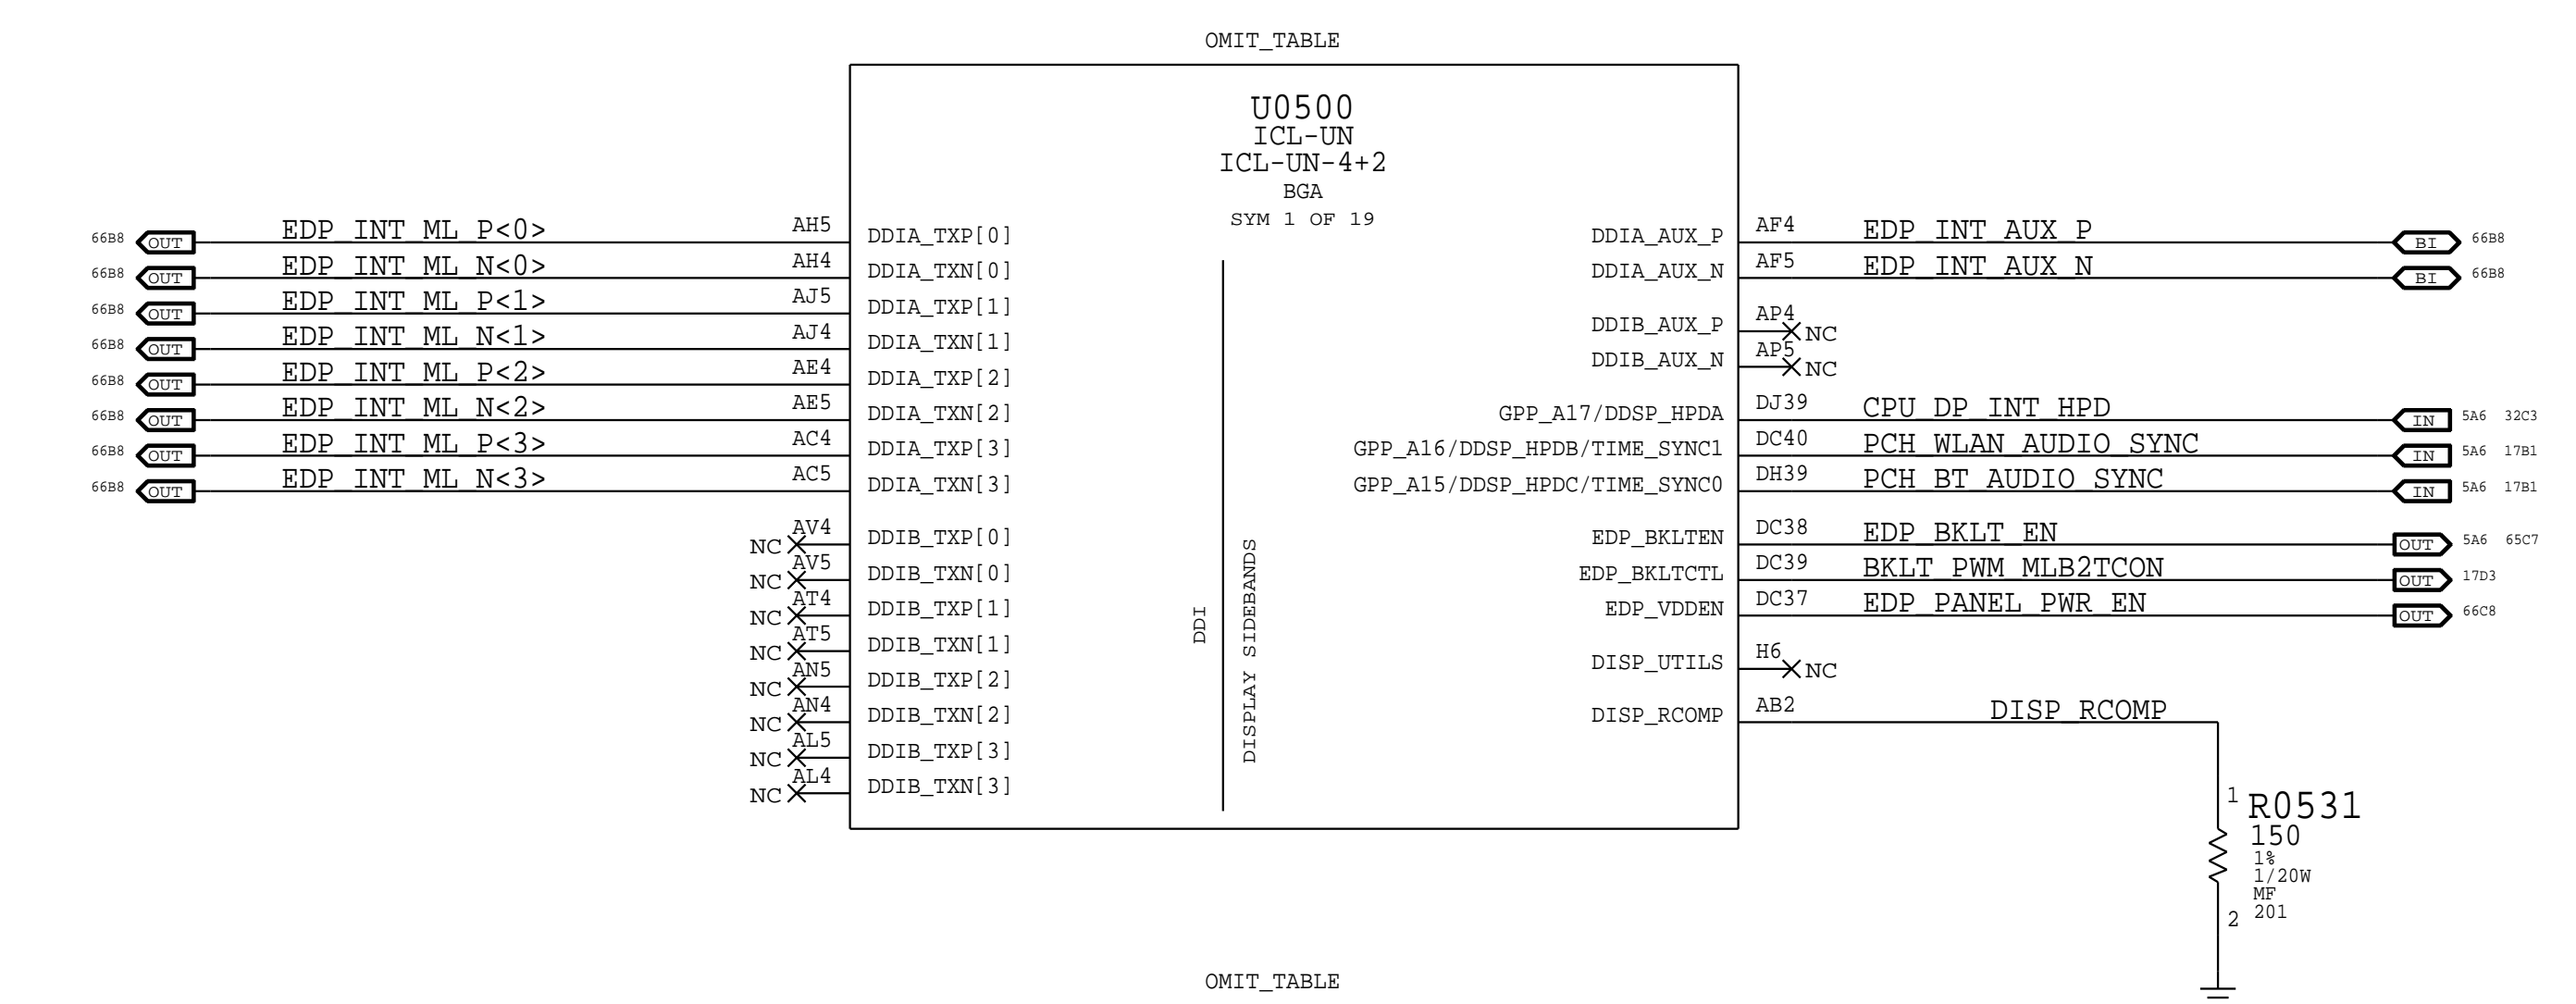 OMIT_TABLE
U0500
ICL-UN
ICL-UN-4+2
BGA
SYM 1 OF 19
66B8 OUT EDP_INT_ML_P<0> AH5 DDIA_TXP[0]
66B8 OUT EDP_INT_ML_N<0> AH4 DDIA_TXN[0]
66B8 OUT EDP_INT_ML_P<1> AJ5 DDIA_TXP[1]
66B8 OUT EDP_INT_ML_N<1> AJ4 DDIA_TXN[1]
66B8 OUT EDP_INT_ML_P<2> AE4 DDIA_TXP[2]
66B8 OUT EDP_INT_ML_N<2> AE5 DDIA_TXN[2]
66B8 OUT EDP_INT_ML_P<3> AC4 DDIA_TXP[3]
66B8 OUT EDP_INT_ML_N<3> AC5 DDIA_TXN[3]
NC AV4 DDIB_TXP[0]
NC AV5 DDIB_TXN[0]
NC AT4 DDIB_TXP[1]
NC AT5 DDIB_TXN[1]
NC AN5 DDIB_TXP[2]
NC AN4 DDIB_TXN[2]
NC AL5 DDIB_TXP[3]
NC AL4 DDIB_TXN[3]
DDI
DISPLAY SIDEBANDS
DDIA_AUX_P AF4 EDP_INT_AUX_P BI 66B8
DDIA_AUX_N AF5 EDP_INT_AUX_N BI 66B8
DDIB_AUX_P AP4 NC
DDIB_AUX_N AP5 NC
GPP_A17/DDSP_HPDA DJ39 CPU_DP_INT_HPD IN 5A6 32C3
GPP_A16/DDSP_HPDB/TIME_SYNC1 DC40 PCH_WLAN_AUDIO_SYNC IN 5A6 17B1
GPP_A15/DDSP_HPDC/TIME_SYNC0 DH39 PCH_BT_AUDIO_SYNC IN 5A6 17B1
EDP_BKLTEN DC38 EDP_BKLT_EN OUT 5A6 65C7
EDP_BKLTCTL DC39 BKLT_PWM_MLB2TCON OUT 17D3
EDP_VDDEN DC37 EDP_PANEL_PWR_EN OUT 66C8
DISP_UTILS H6 NC
DISP_RCOMP AB2 DISP_RCOMP
1
R0531
150
1%
1/20W
MF
201
2
OMIT_TABLE